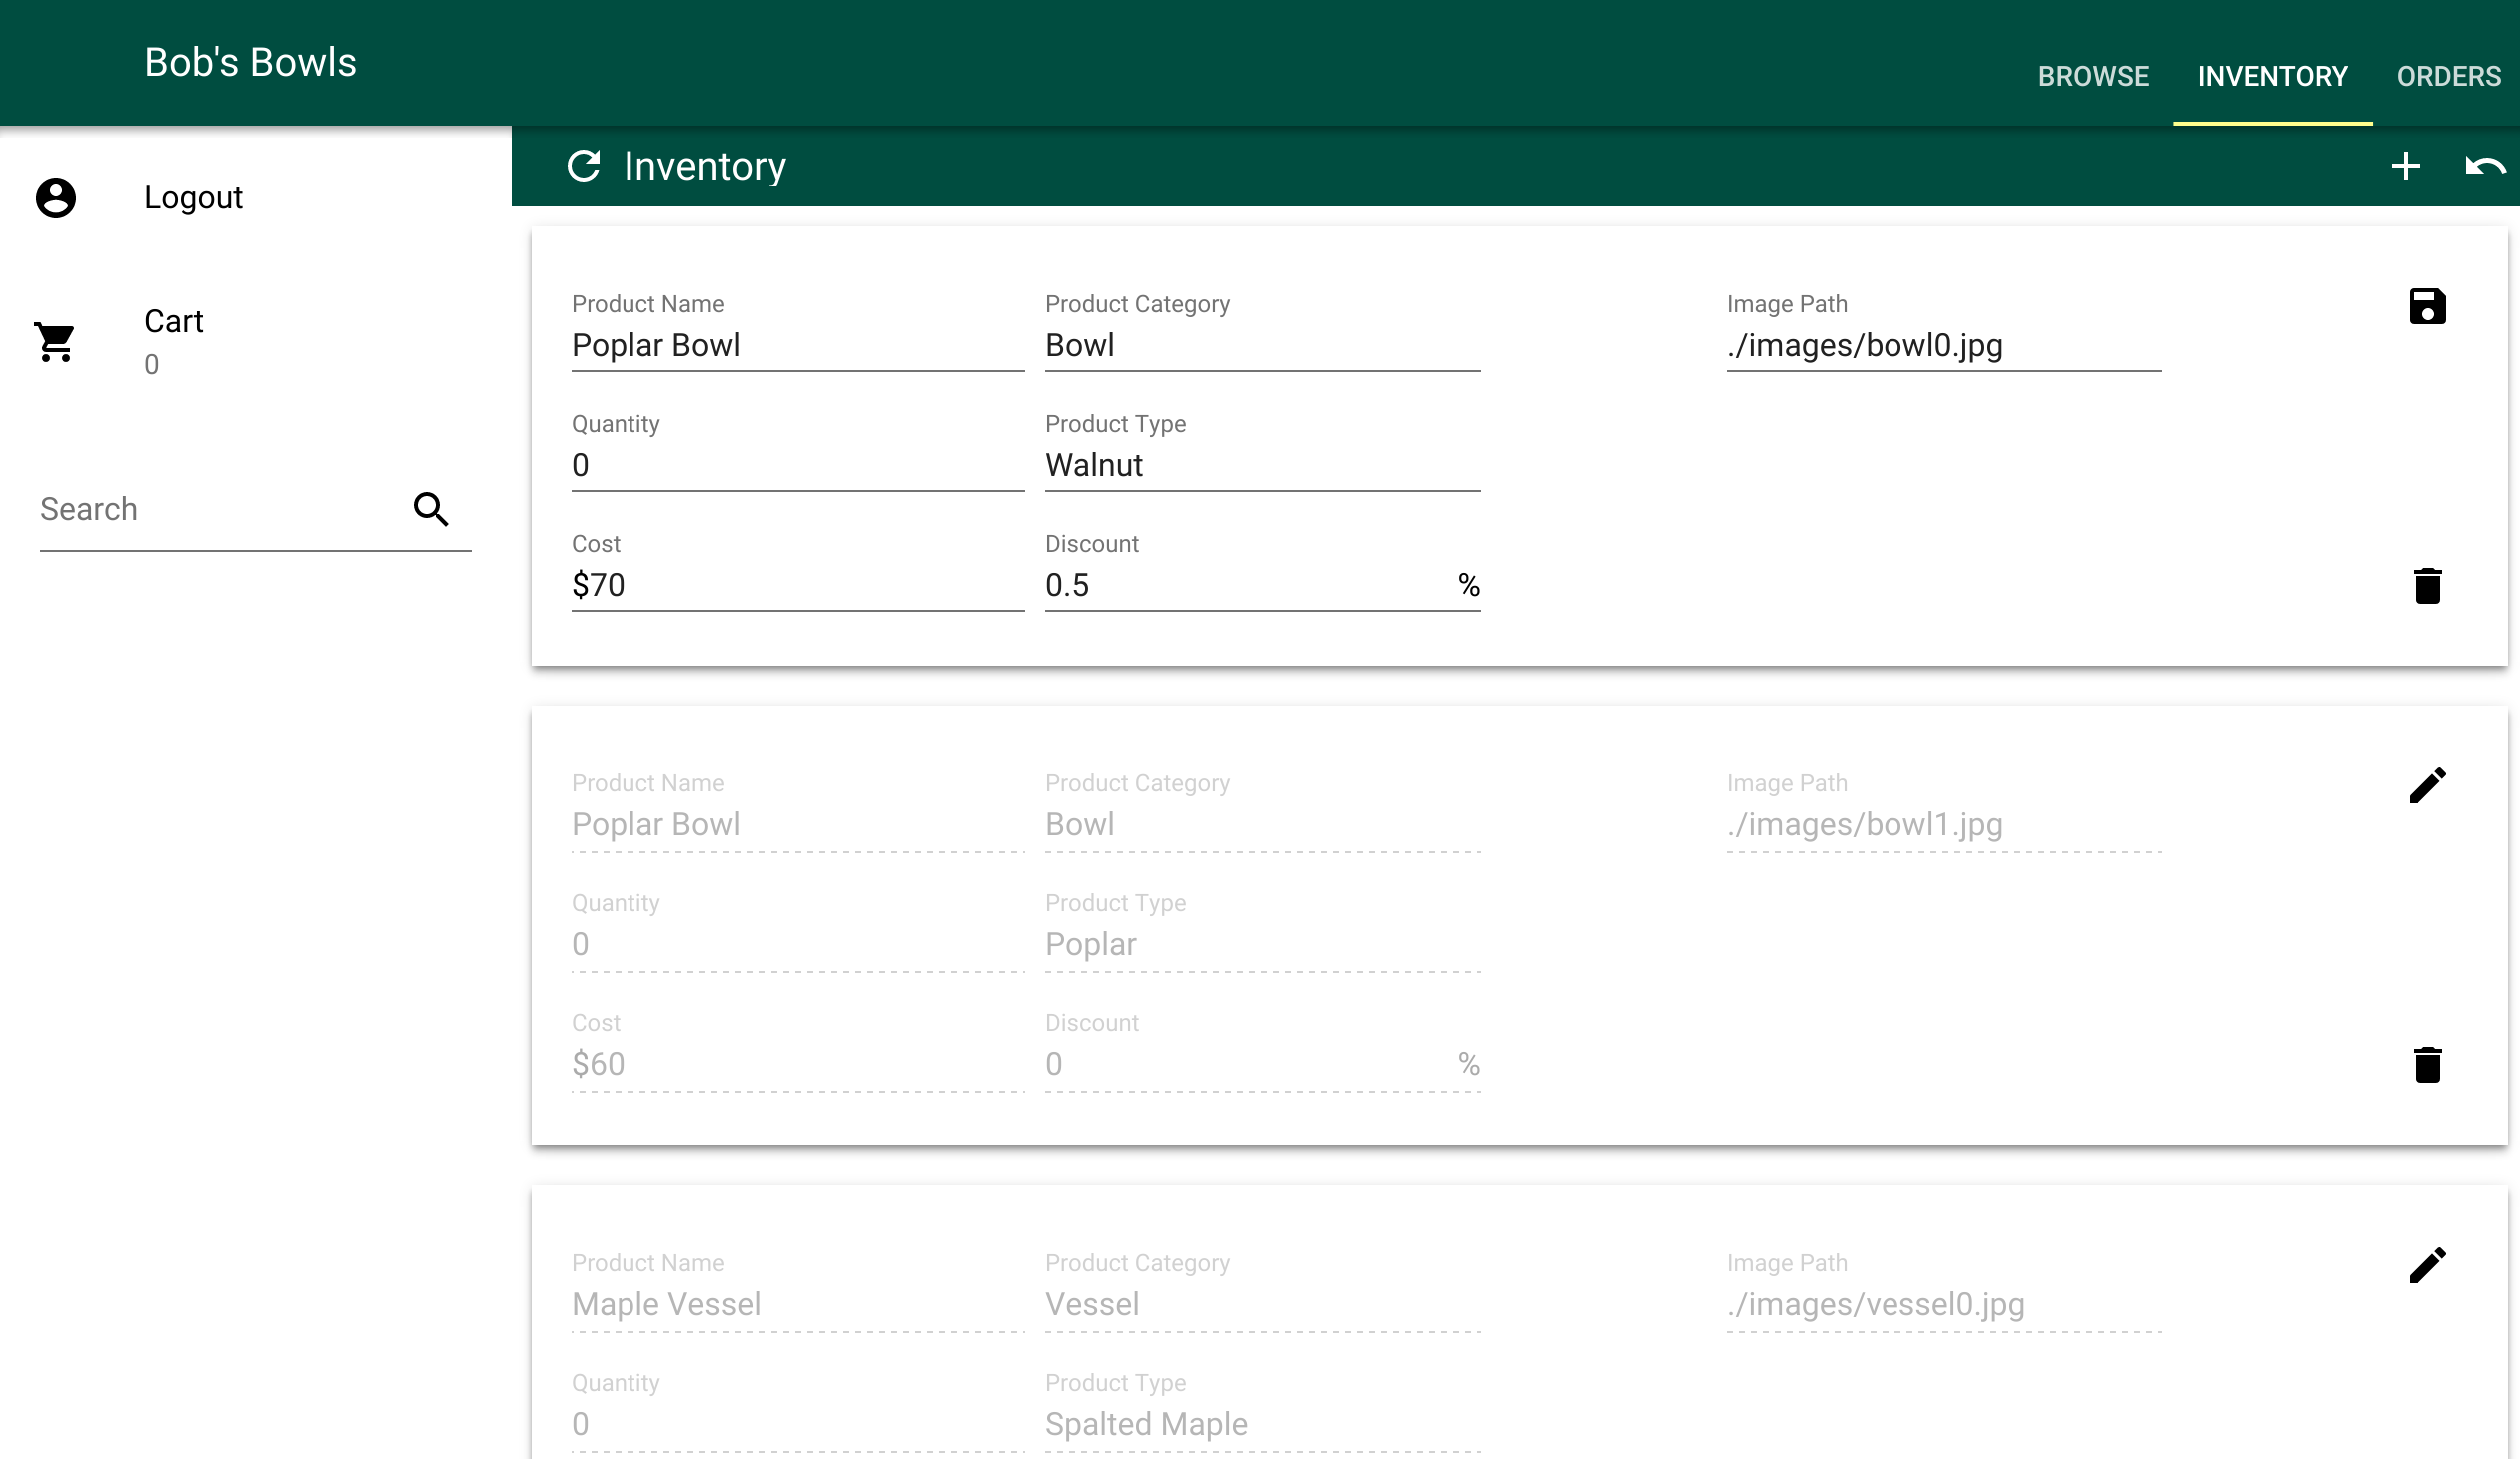 Bob's Bowls
BROWSE INVENTORY ORDERS
Logout
Cart
0
Search
Inventory
Product Name Product Category Image Path
Poplar Bowl Bowl ./images/bowl0.jpg
Quantity Product Type
0 Walnut
Cost Discount
$70 0.5 %
Product Name Product Category Image Path
Poplar Bowl Bowl ./images/bowl1.jpg
Quantity Product Type
0 Poplar
Cost Discount
$60 0 %
Product Name Product Category Image Path
Maple Vessel Vessel ./images/vessel0.jpg
Quantity Product Type
0 Spalted Maple